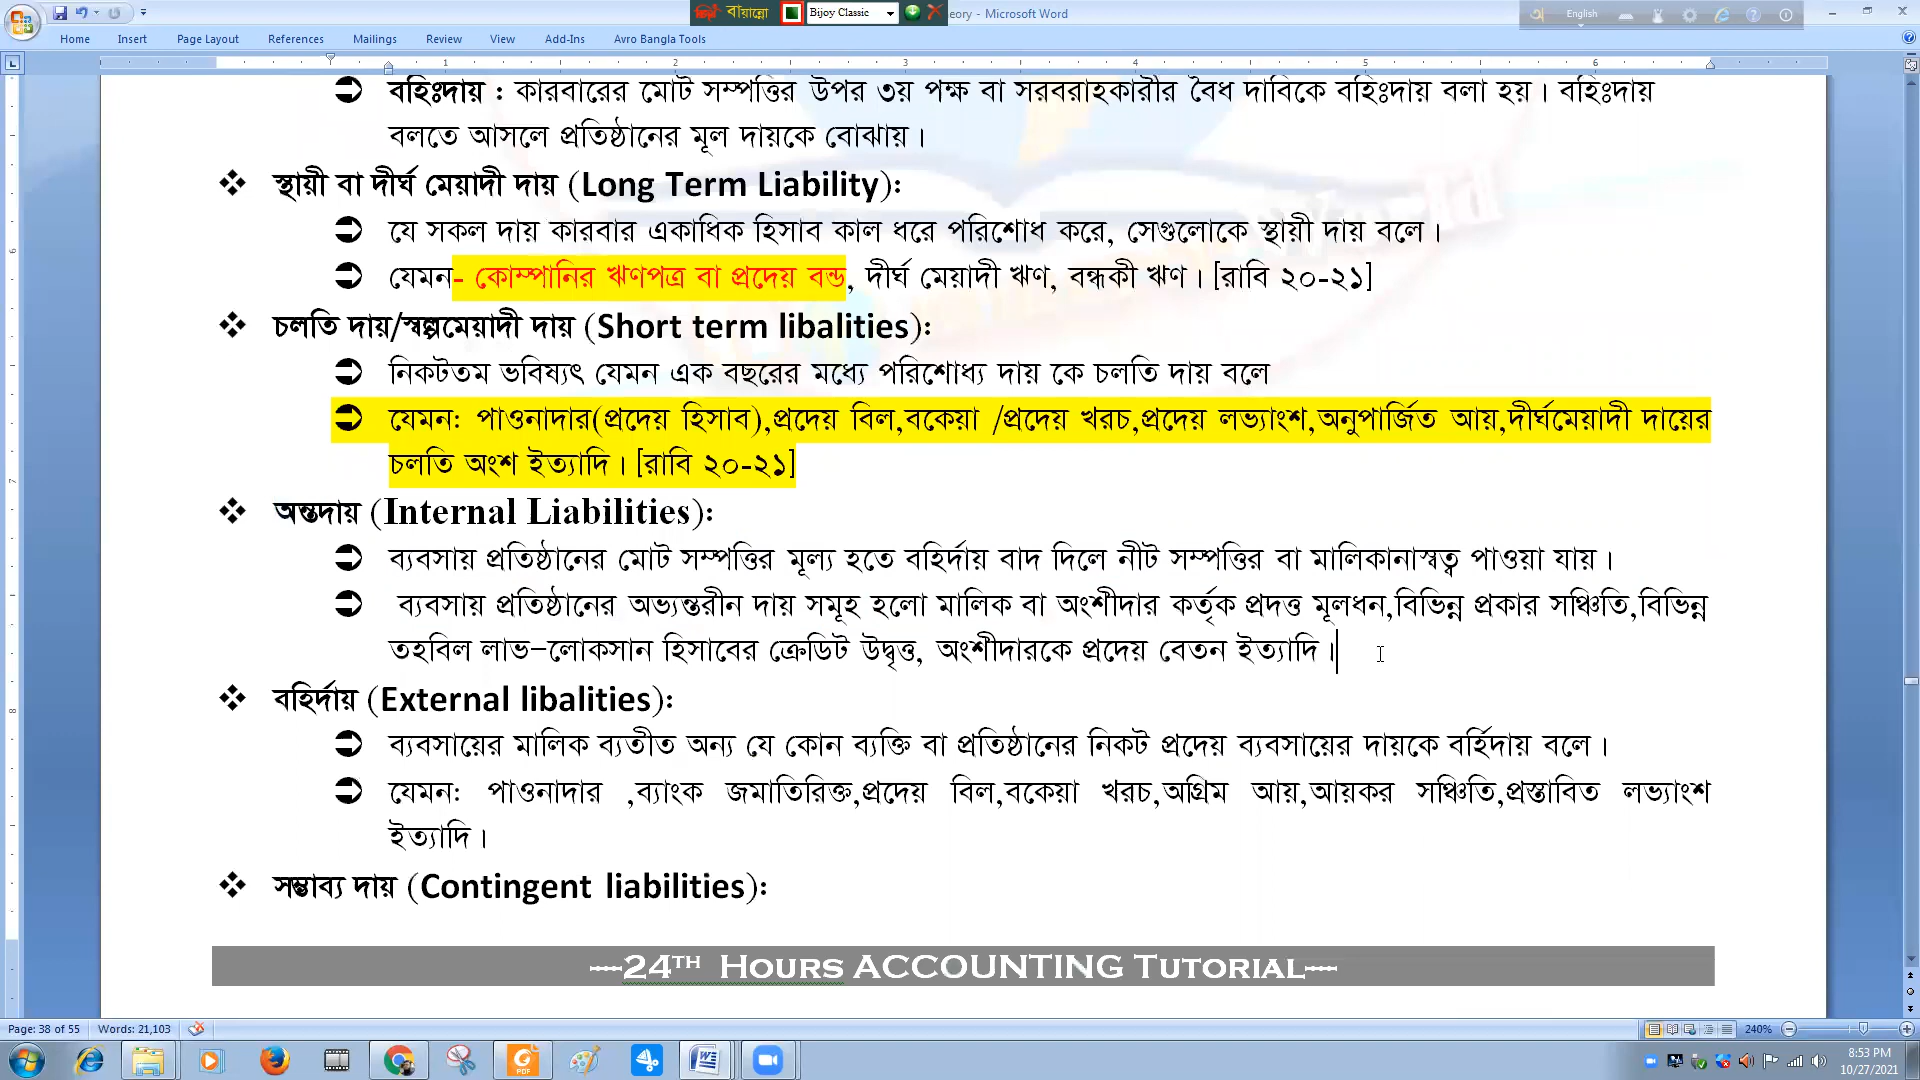 বায়ান্নো Bijoy Classic eory - Microsoft Word English
Home Insert Page Layout References Mailings Review View Add-Ins Avro Bangla Tools
1 2 3 4 5 6
বহিঃদায় : কারবারের মোট সম্পত্তির উপর ৩য় পক্ষ বা সরবরাহকারীর বৈধ দাবিকে বহিঃদায় বলা হয়। বহিঃদায়
বলতে আসলে প্রতিষ্ঠানের মূল দায়কে বোঝায়।
স্থায়ী বা দীর্ঘ মেয়াদী দায় (Long Term Liability):
যে সকল দায় কারবার একাধিক হিসাব কাল ধরে পরিশোধ করে, সেগুলোকে স্থায়ী দায় বলে।
যেমন- কোম্পানির ঋণপত্র বা প্রদেয় বন্ড, দীর্ঘ মেয়াদী ঋণ, বন্ধকী ঋণ। [রাবি ২০-২১]
চলতি দায়/স্বল্পমেয়াদী দায় (Short term libalities):
নিকটতম ভবিষ্যৎ যেমন এক বছরের মধ্যে পরিশোধ্য দায় কে চলতি দায় বলে
যেমন: পাওনাদার(প্রদেয় হিসাব),প্রদেয় বিল,বকেয়া /প্রদেয় খরচ,প্রদেয় লভ্যাংশ,অনুপার্জিত আয়,দীর্ঘমেয়াদী দায়ের
চলতি অংশ ইত্যাদি। [রাবি ২০-২১]
অন্তদায় (Internal Liabilities):
ব্যবসায় প্রতিষ্ঠানের মোট সম্পত্তির মূল্য হতে বহির্দায় বাদ দিলে নীট সম্পত্তির বা মালিকানাস্বত্ব পাওয়া যায়।
ব্যবসায় প্রতিষ্ঠানের অভ্যন্তরীন দায় সমূহ হলো মালিক বা অংশীদার কর্তৃক প্রদত্ত মূলধন,বিভিন্ন প্রকার সঞ্চিতি,বিভিন্ন
তহবিল লাভ–লোকসান হিসাবের ক্রেডিট উদ্বৃত্ত, অংশীদারকে প্রদেয় বেতন ইত্যাদি।
বহির্দায় (External libalities):
ব্যবসায়ের মালিক ব্যতীত অন্য যে কোন ব্যক্তি বা প্রতিষ্ঠানের নিকট প্রদেয় ব্যবসায়ের দায়কে বর্হিদায় বলে।
যেমন: পাওনাদার ,ব্যাংক জমাতিরিক্ত,প্রদেয় বিল,বকেয়া খরচ,অগ্রিম আয়,আয়কর সঞ্চিতি,প্রস্তাবিত লভ্যাংশ
ইত্যাদি।
সম্ভাব্য দায় (Contingent liabilities):
---24TH Hours ACCOUNTING Tutorial---
Page: 38 of 55 Words: 21,103 240%
8:53 PM
10/27/2021